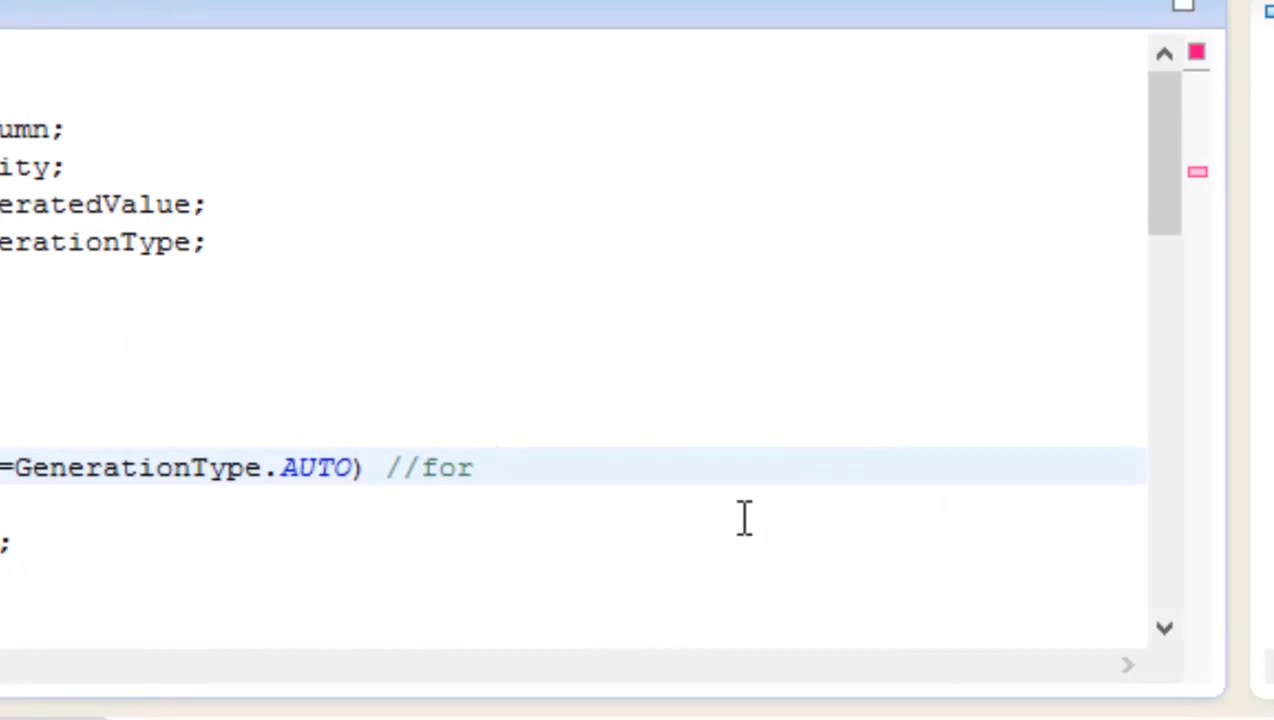 umn;
ity;
eratedValue;
erationType;
=GenerationType.AUTO) //for
;